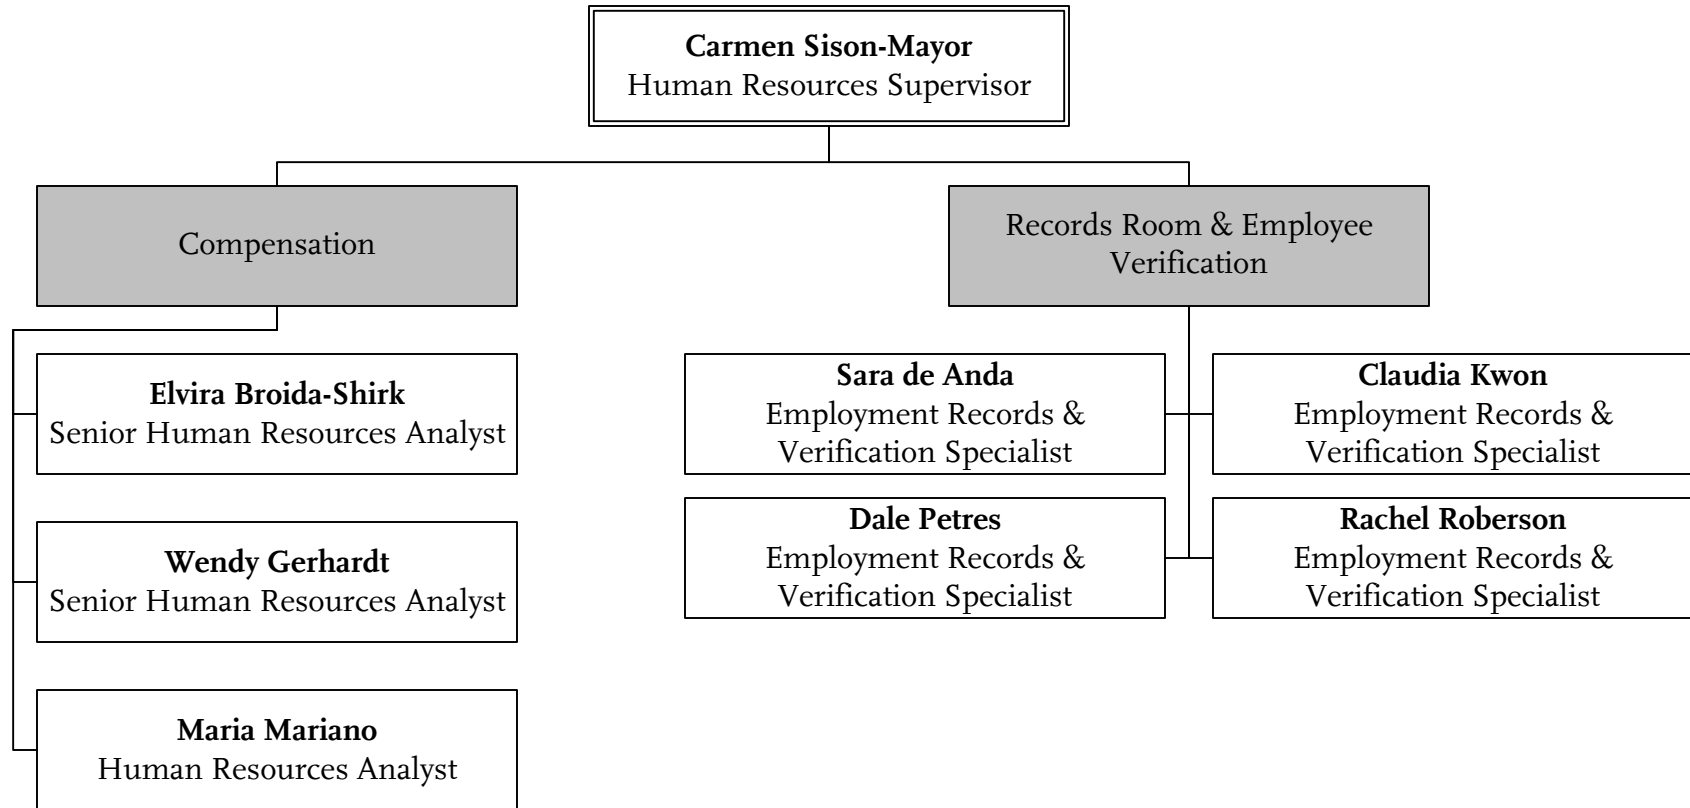 Carmen Sison-Mayor
Human Resources Supervisor
Compensation
Records Room & Employee
Verification
Elvira Broida-Shirk
Senior Human Resources Analyst
Wendy Gerhardt
Senior Human Resources Analyst
Maria Mariano
Human Resources Analyst
Sara de Anda
Employment Records &
Verification Specialist
Claudia Kwon
Employment Records &
Verification Specialist
Dale Petres
Employment Records &
Verification Specialist
Rachel Roberson
Employment Records &
Verification Specialist